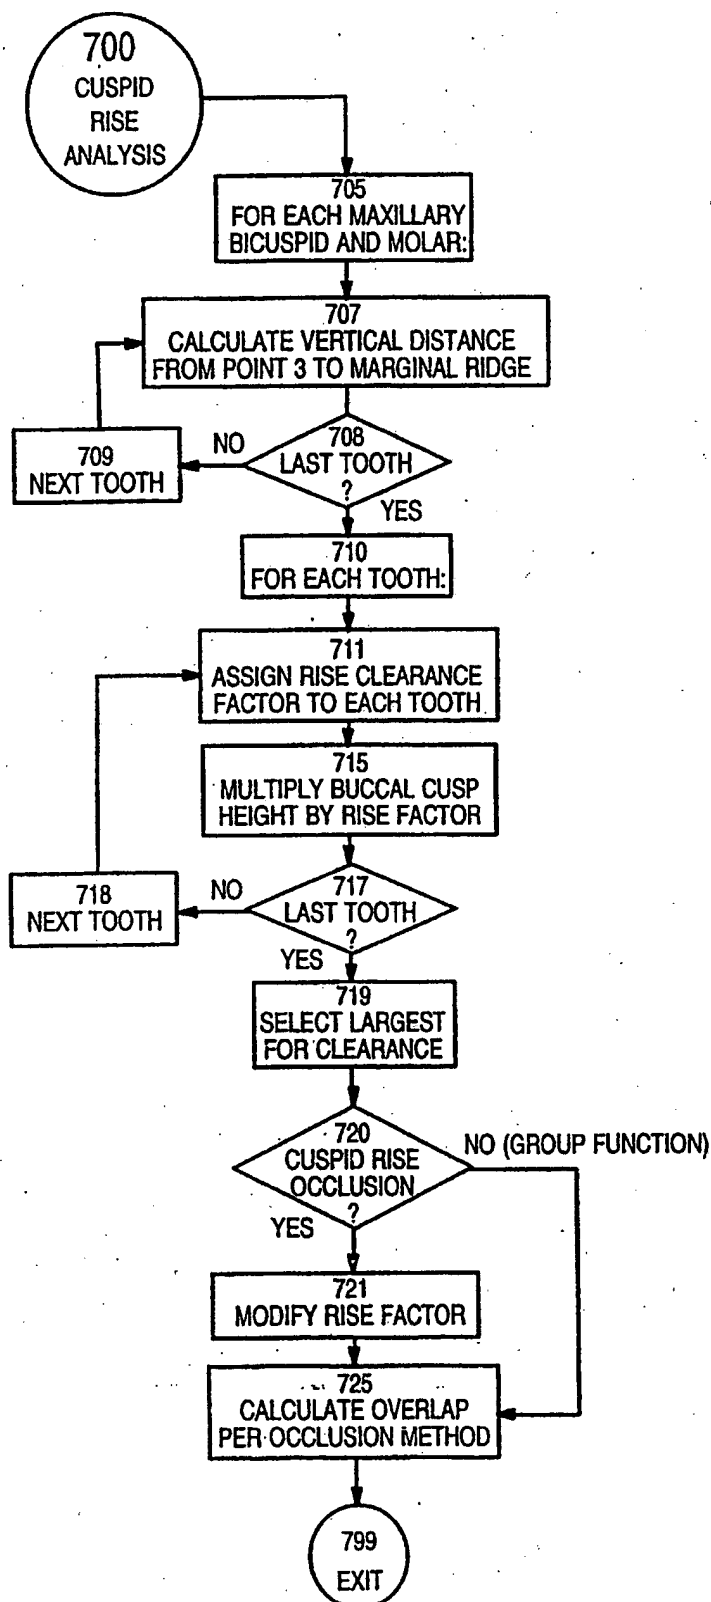 700
CUSPID
RISE
ANALYSIS
705
FOR EACH MAXILLARY
BICUSPID AND MOLAR:
707
CALCULATE VERTICAL DISTANCE
FROM POINT 3 TO MARGINAL RIDGE
708
LAST TOOTH
?
NO
709
NEXT TOOTH
YES
710
FOR EACH TOOTH:
711
ASSIGN RISE CLEARANCE
FACTOR TO EACH TOOTH
715
MULTIPLY BUCCAL CUSP
HEIGHT BY RISE FACTOR
717
LAST TOOTH
?
NO
718
NEXT TOOTH
YES
719
SELECT LARGEST
FOR CLEARANCE
720
CUSPID RISE
OCCLUSION
?
NO (GROUP FUNCTION)
YES
721
MODIFY RISE FACTOR
725
CALCULATE OVERLAP
PER OCCLUSION METHOD
799
EXIT